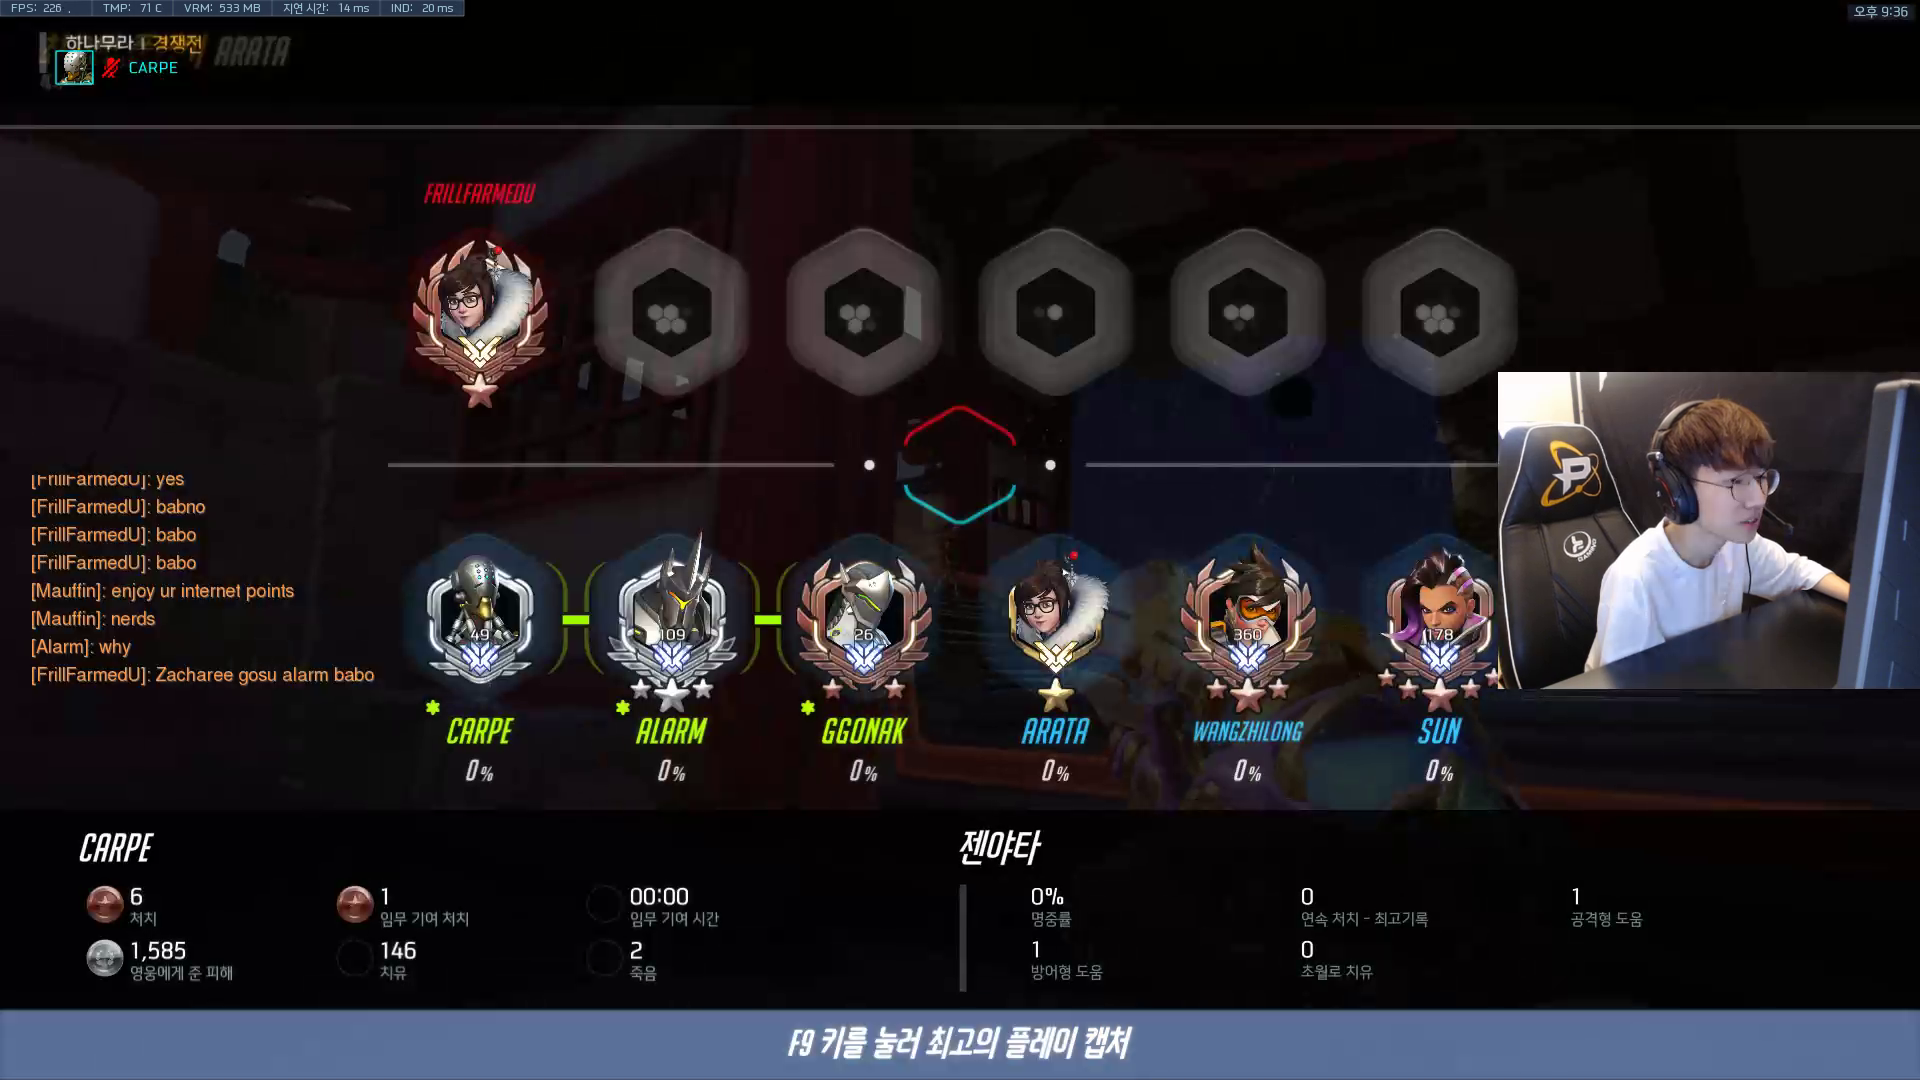 FPS: 226 , TMP: 71 C VRM: 533 MB 지연 시간: 14 ms IND: 20 ms
오후 9:36
하나무라 | 경쟁전
ARATA
CARPE
FRILLFARMEDU
[FrillFarmedU]: yes
[FrillFarmedU]: babno
[FrillFarmedU]: babo
[FrillFarmedU]: babo
[Mauffin]: enjoy ur internet points
[Mauffin]: nerds
[Alarm]: why
[FrillFarmedU]: Zacharee gosu alarm babo
49 109 26 360 178
CARPE ALARM GGONAK ARATA WANGZHILONG SUN
0% 0% 0% 0% 0% 0%
P
GAMING
CARPE
6
처치
1
임무 기여 처치
00:00
임무 기여 시간
1,585
영웅에게 준 피해
146
치유
2
죽음
젠야타
0%
명중률
0
연속 처치 - 최고기록
1
공격형 도움
1
방어형 도움
0
초월로 치유
F9 키를 눌러 최고의 플레이 캡처